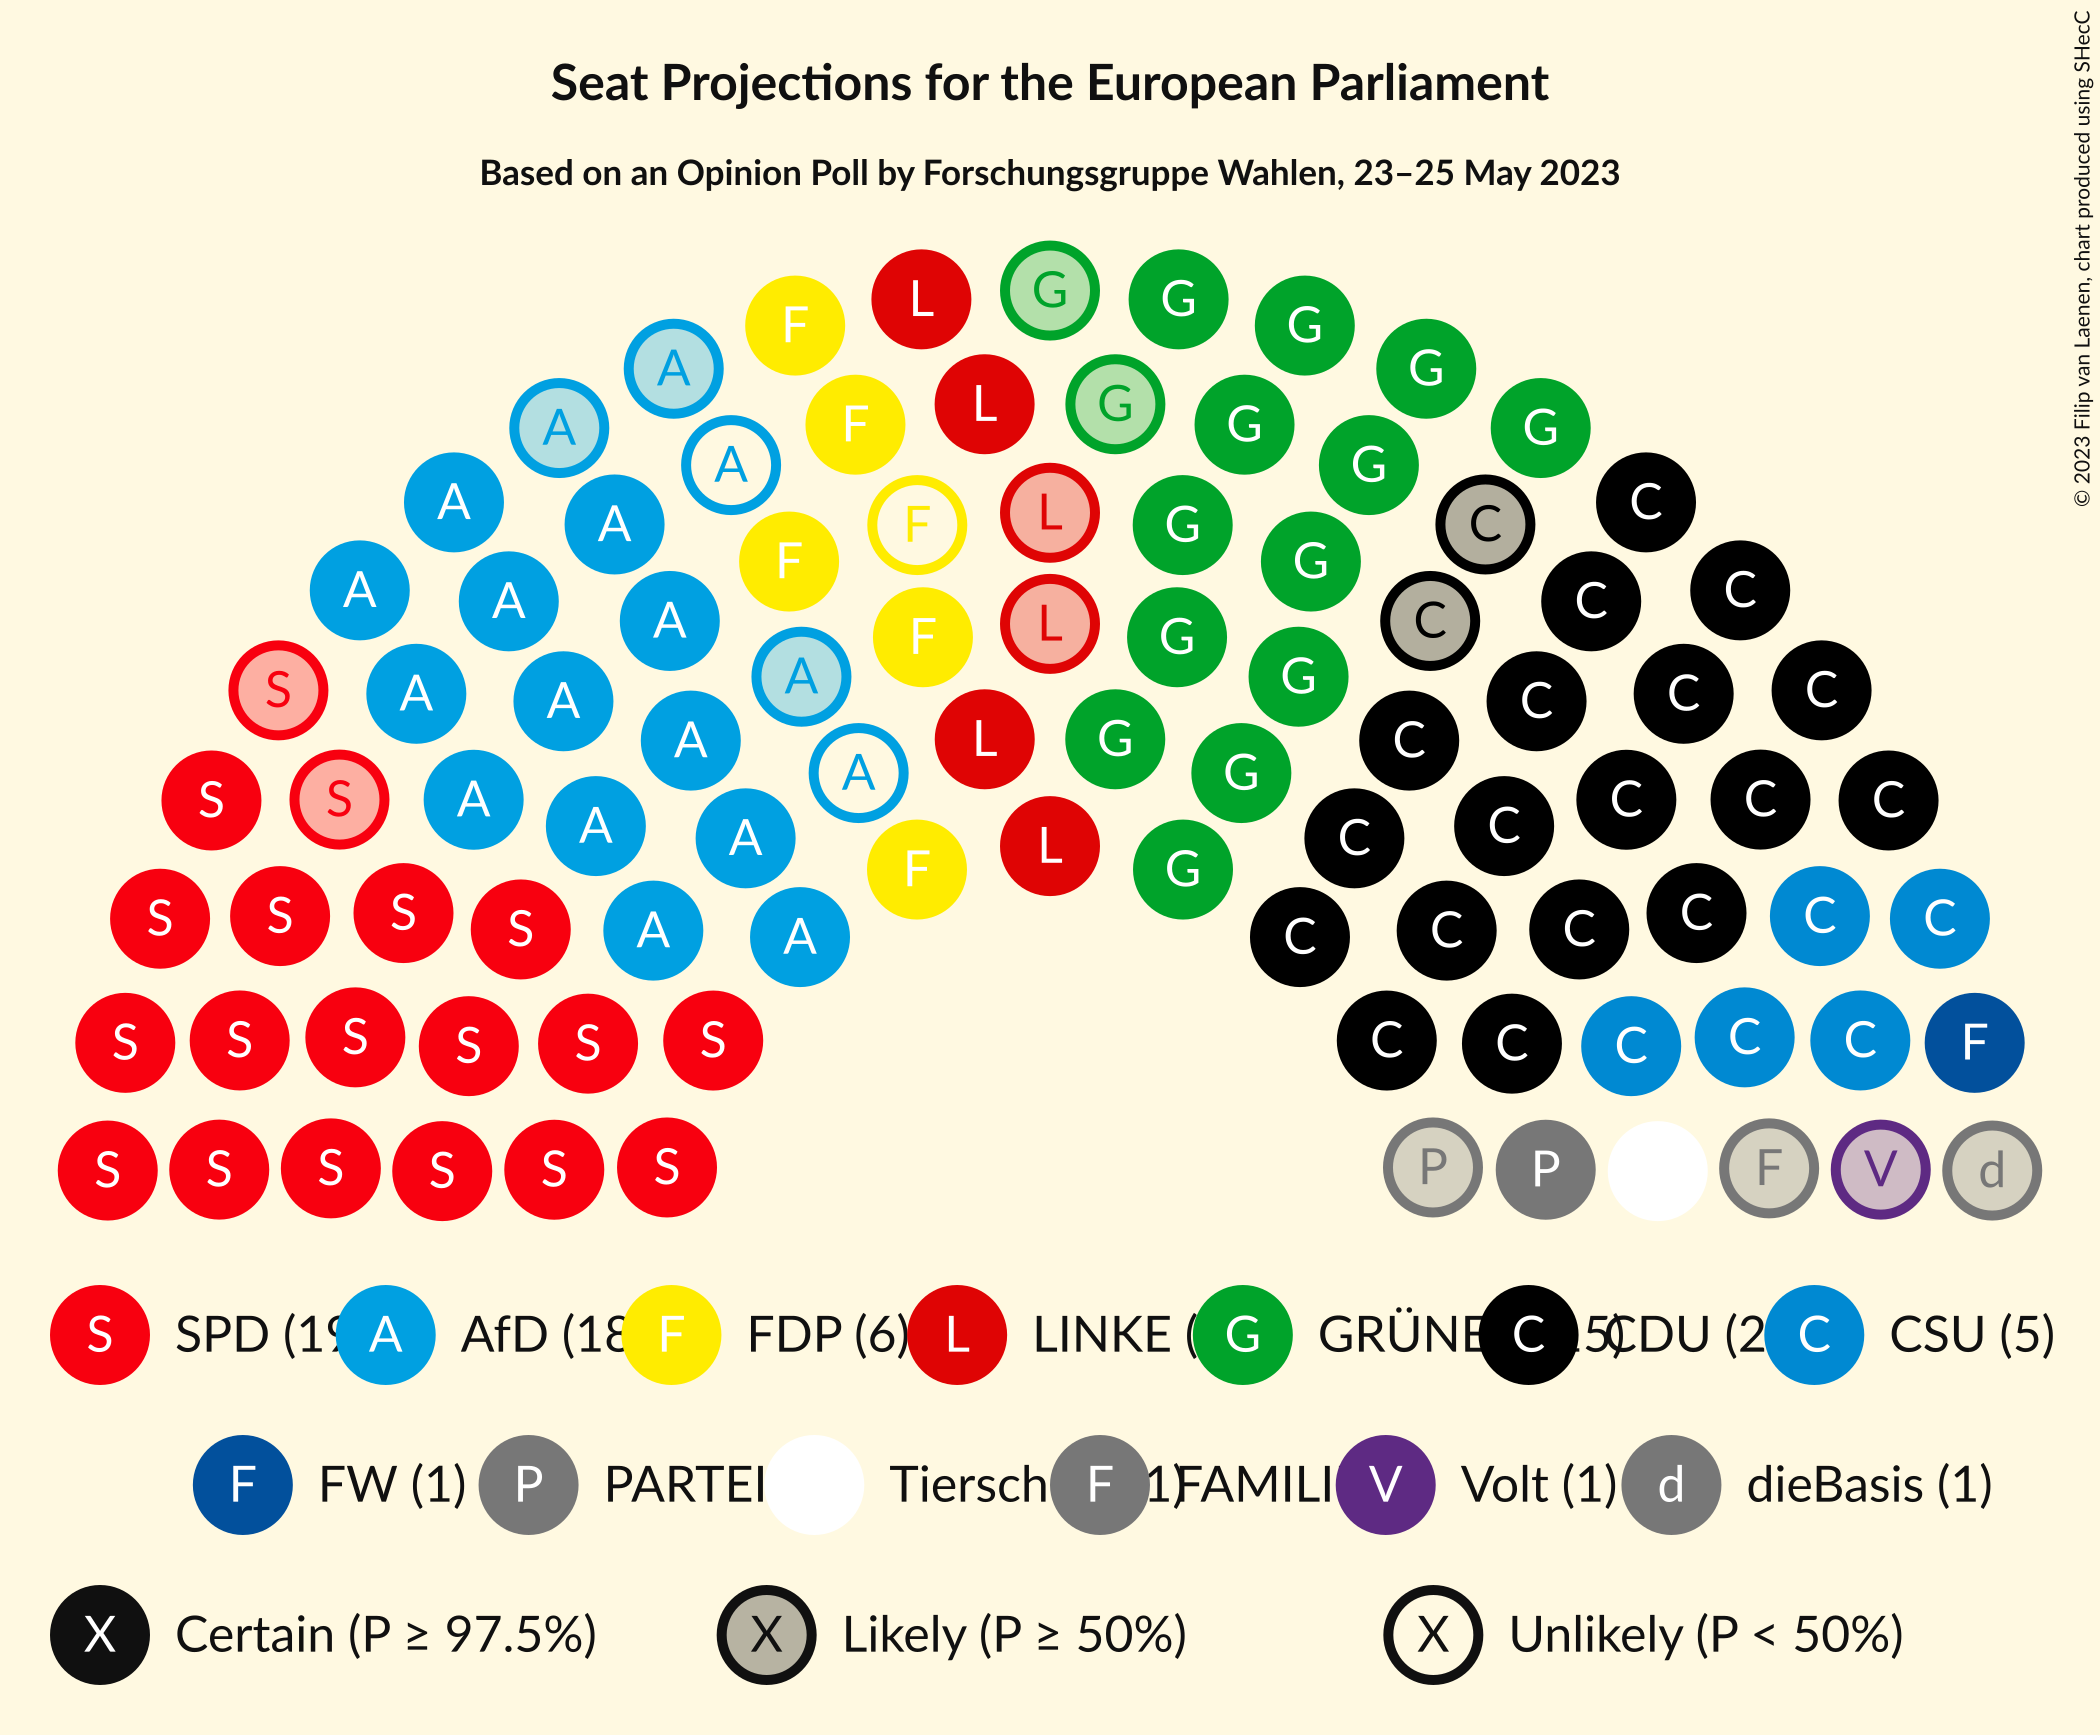 Seat Projections for the European Parliament
Based on an Opinion Poll by Forschungsgruppe Wahlen, 23–25 May 2023
© 2023 Filip van Laenen, chart produced using SHecC
G
L G
F G
A G
A L G G
F G
A F G C
A G
A A F L G C C
A A F G C
A A L G C
S A A A F G C C C
A L G C
S S A A A G C C C C
A A F L G C C
S S S S A A C C C C C C
S S S S S S C C C C C F
S S S S S S P P F V d
S SPD (19 A AfD (18 F FDP (6) L LINKE ( G GRÜNE C 5) CDU (2 C CSU (5)
F FW (1) P PARTEI Tiersch F 1) FAMILI V Volt (1) d dieBasis (1)
X Certain (P ≥ 97.5%) X Likely (P ≥ 50%) X Unlikely (P < 50%)